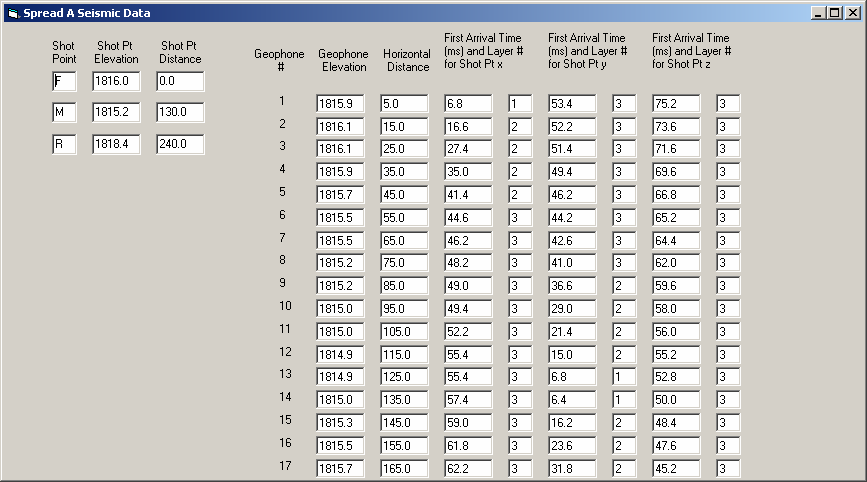 Spread A Seismic Data
Shot Point Shot Pt Elevation Shot Pt Distance
F 1816.0 0.0
M 1815.2 130.0
R 1818.4 240.0
Geophone # Geophone Elevation Horizontal Distance First Arrival Time (ms) and Layer # for Shot Pt x First Arrival Time (ms) and Layer # for Shot Pt y First Arrival Time (ms) and Layer # for Shot Pt z
1 1815.9 5.0 6.8 1 53.4 3 75.2 3
2 1816.1 15.0 16.6 2 52.2 3 73.6 3
3 1816.1 25.0 27.4 2 51.4 3 71.6 3
4 1815.9 35.0 35.0 2 49.4 3 69.6 3
5 1815.7 45.0 41.4 2 46.2 3 66.8 3
6 1815.5 55.0 44.6 3 44.2 3 65.2 3
7 1815.5 65.0 46.2 3 42.6 3 64.4 3
8 1815.2 75.0 48.2 3 41.0 3 62.0 3
9 1815.2 85.0 49.0 3 36.6 2 59.6 3
10 1815.0 95.0 49.4 3 29.0 2 58.0 3
11 1815.0 105.0 52.2 3 21.4 2 56.0 3
12 1814.9 115.0 55.4 3 15.0 2 55.2 3
13 1814.9 125.0 55.4 3 6.8 1 52.8 3
14 1815.0 135.0 57.4 3 6.4 1 50.0 3
15 1815.3 145.0 59.0 3 16.2 2 48.4 3
16 1815.5 155.0 61.8 3 23.6 2 47.6 3
17 1815.7 165.0 62.2 3 31.8 2 45.2 3